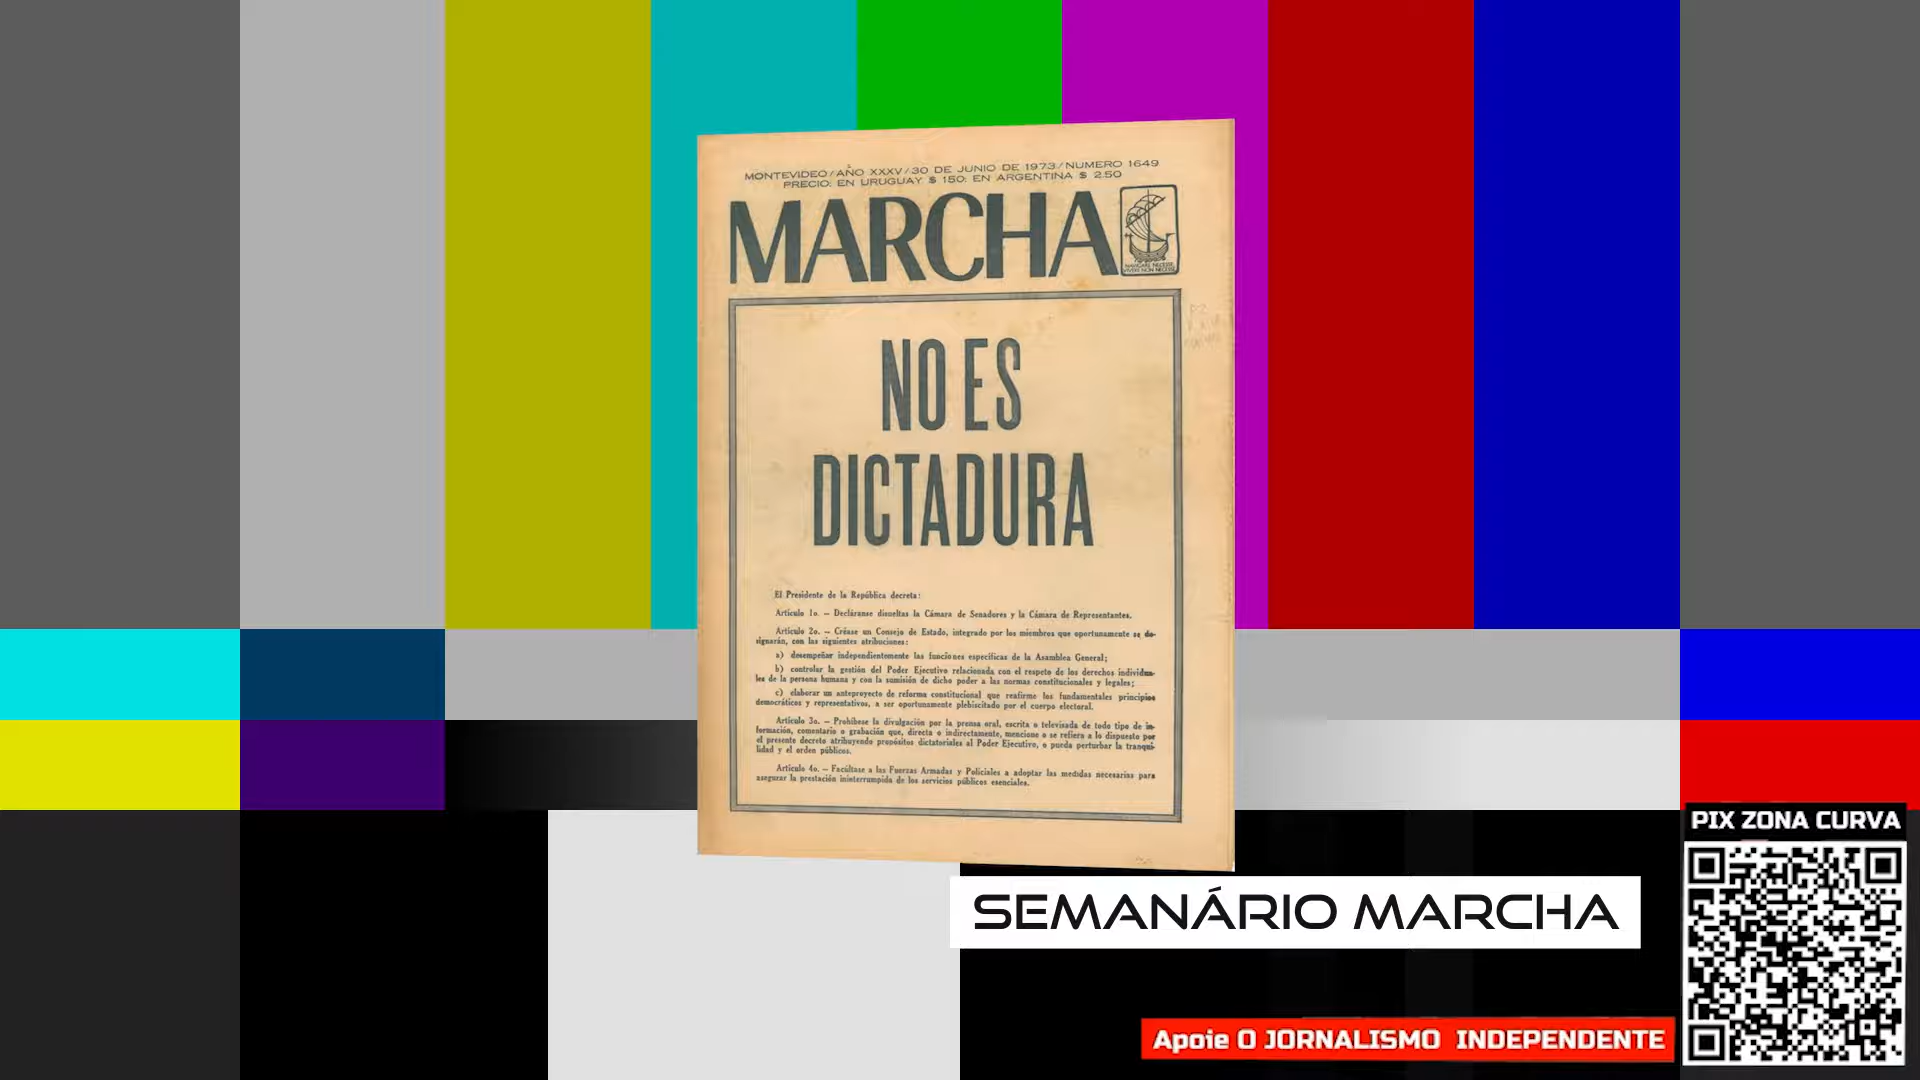 MONTEVIDEO / AÑO XXXV / 30 DE JUNIO DE 1973 / NUMERO 1649
PRECIO: EN URUGUAY $ 150; EN ARGENTINA $ 2.50
MARCHA
NAVIGARE NECESSE
VIVERE NON NECESSE
NO ES
DICTADURA
El Presidente de la República decreta:
Artículo 1o. — Decláranse disueltas la Cámara de Senadores y la Cámara de Representantes.
Artículo 2o. — Créase un Consejo de Estado, integrado por los miembros que oportunamente se de-
signarán, con las siguientes atribuciones:
a) desempeñar independientemente las funciones específicas de la Asamblea General;
b) controlar la gestión del Poder Ejecutivo relacionada con el respeto de los derechos individua-
les de la persona humana y con la sumisión de dicho poder a las normas constitucionales y legales;
c) elaborar un anteproyecto de reforma constitucional que reafirme los fundamentales principios
democráticos y representativos, a ser oportunamente plebiscitado por el cuerpo electoral.
Artículo 3o. — Prohíbese la divulgación por la prensa oral, escrita o televisada de todo tipo de in-
formación, comentario o grabación que, directa o indirectamente, mencione o se refiera a lo dispuesto por
el presente decreto atribuyendo propósitos dictatoriales al Poder Ejecutivo, o pueda perturbar la tranqui-
lidad y el orden públicos.
Artículo 4o. — Facúltase a las Fuerzas Armadas y Policiales a adoptar las medidas necesarias para
asegurar la prestación ininterrumpida de los servicios públicos esenciales.
SEMANÁRIO MARCHA
PIX ZONA CURVA
Apoie O JORNALISMO INDEPENDENTE